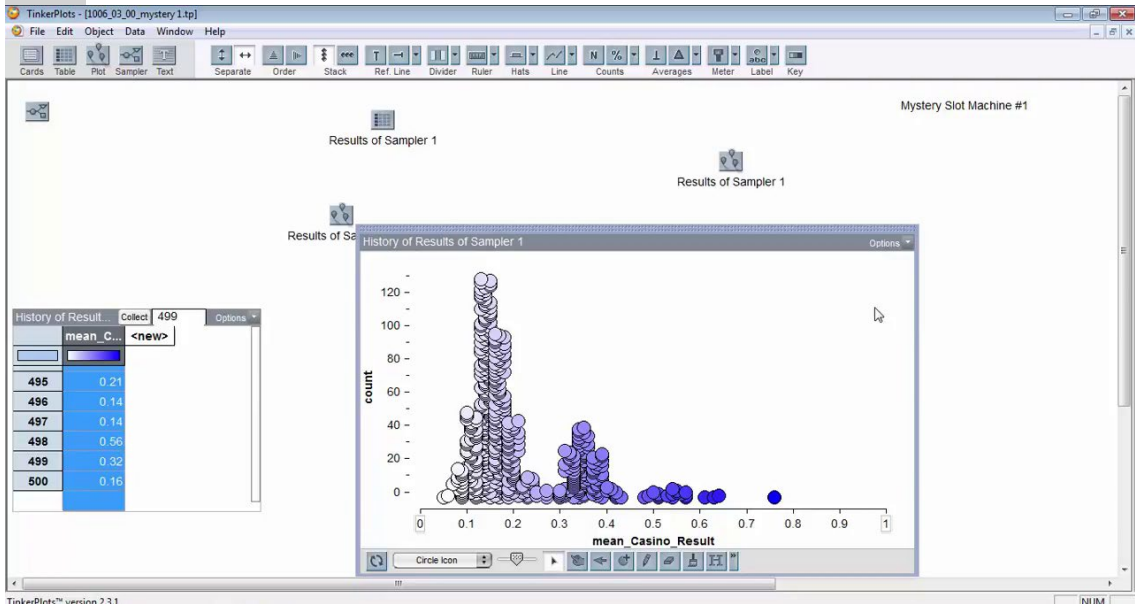 TinkerPlots - [1006_03_00_mystery 1.tp]
File Edit Object Data Window Help
T N % abc
Cards Table Plot Sampler Text Separate Order Stack Ref. Line Divider Ruler Hats Line Counts Averages Meter Label Key
Mystery Slot Machine #1
Results of Sampler 1
Results of Sampler 1
Results of Sa
History of Results of Sampler 1 Options
120
100
80
60
40
20
0
count
0 0.1 0.2 0.3 0.4 0.5 0.6 0.7 0.8 0.9 1
mean_Casino_Result
Circle Icon
History of Result... Collect 499 Options
mean_C... <new>
495 0.21
496 0.14
497 0.14
498 0.56
499 0.32
500 0.16
TinkerPlots™ version 2.3.1 NUM